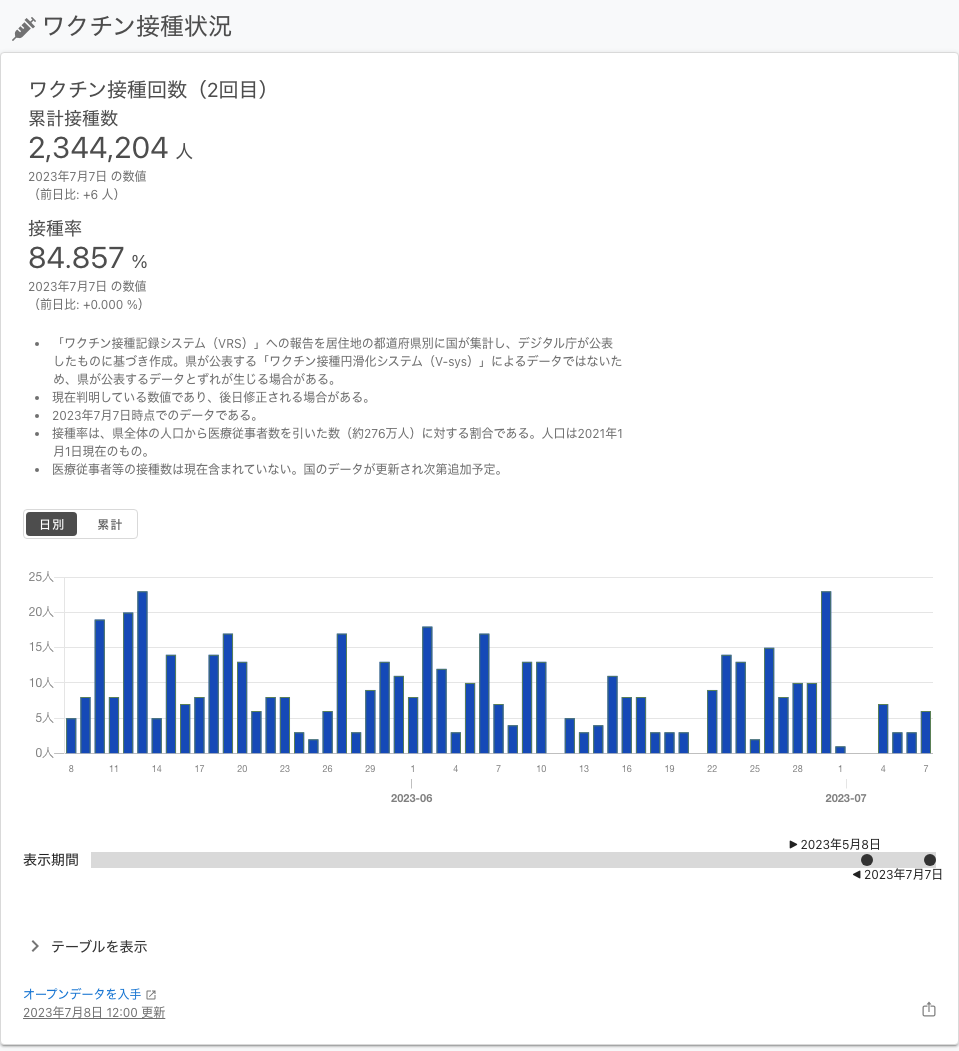 ワクチン接種状況
ワクチン接種回数（2回目）
累計接種数
2,344,204 人
2023年7月7日 の数値
（前日比: +6 人）
接種率
84.857 %
2023年7月7日 の数値
（前日比: +0.000 %）
• 「ワクチン接種記録システム（VRS）」への報告を居住地の都道府県別に国が集計し、デジタル庁が公表
したものに基づき作成。県が公表する「ワクチン接種円滑化システム（V-sys）」によるデータではないた
め、県が公表するデータとずれが生じる場合がある。
• 現在判明している数値であり、後日修正される場合がある。
• 2023年7月7日時点でのデータである。
• 接種率は、県全体の人口から医療従事者数を引いた数（約276万人）に対する割合である。人口は2021年1
月1日現在のもの。
• 医療従事者等の接種数は現在含まれていない。国のデータが更新され次第追加予定。
日別 累計
25人
20人
15人
10人
5人
0人
8 11 14 17 20 23 26 29 1 4 7 10 13 16 19 22 25 28 1 4 7
2023-06 2023-07
▶ 2023年5月8日
表示期間
◀ 2023年7月7日
テーブルを表示
オープンデータを入手
2023年7月8日 12:00 更新